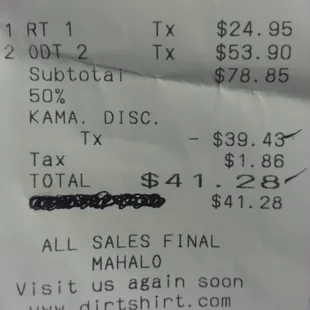 1 RT 1 Tx $24.95
2 ODT 2 Tx $53.90
Subtotal $78.85
50%
KAMA. DISC.
Tx - $39.43
Tax $1.86
TOTAL $41.28
$41.28
ALL SALES FINAL
MAHALO
Visit us again soon
www.dirtshirt.com